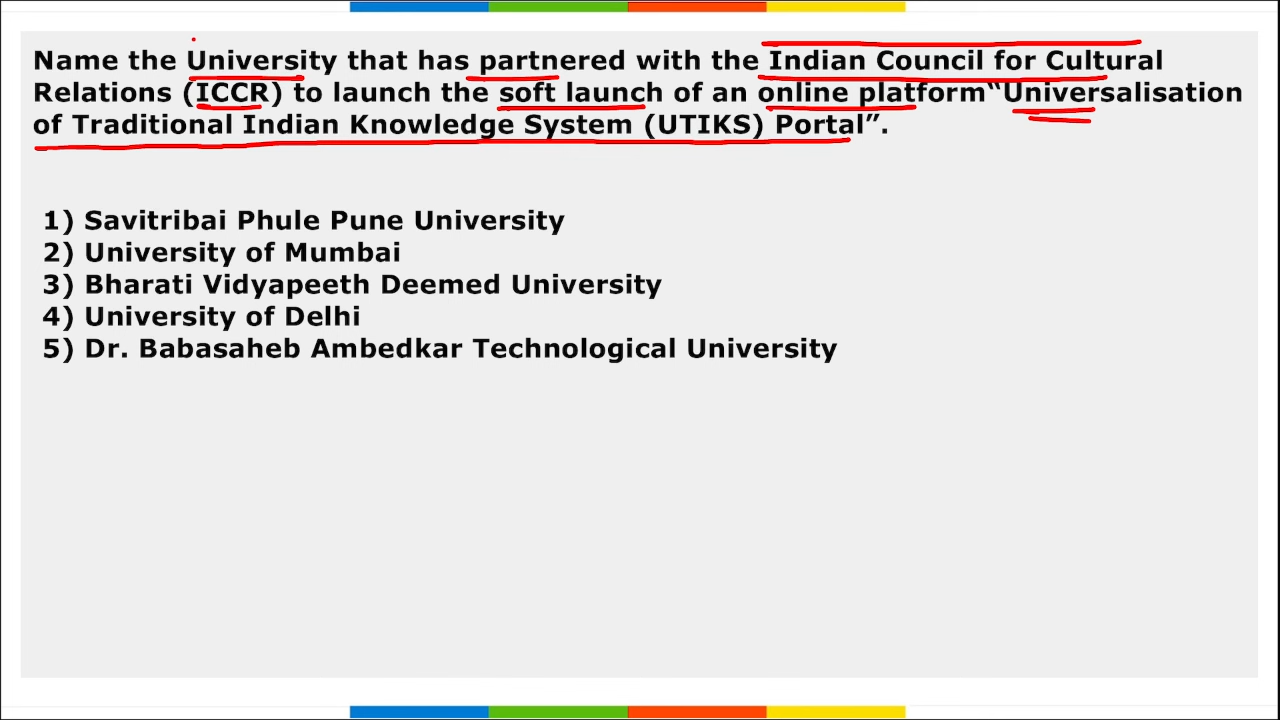 Name the University that has partnered with the Indian Council for Cultural
Relations (ICCR) to launch the soft launch of an online platform“Universalisation
of Traditional Indian Knowledge System (UTIKS) Portal”.
1) Savitribai Phule Pune University
2) University of Mumbai
3) Bharati Vidyapeeth Deemed University
4) University of Delhi
5) Dr. Babasaheb Ambedkar Technological University